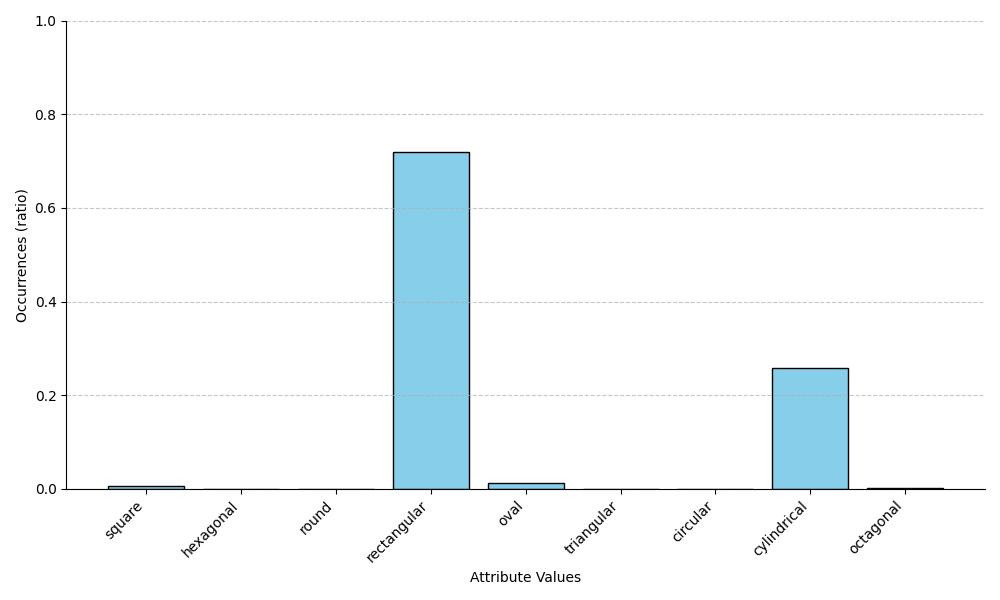 1.0
0.8
0.6
0.4
0.2
0.0
Occurrences (ratio)
square
hexagonal
round
rectangular
oval
triangular
circular
cylindrical
octagonal
Attribute Values